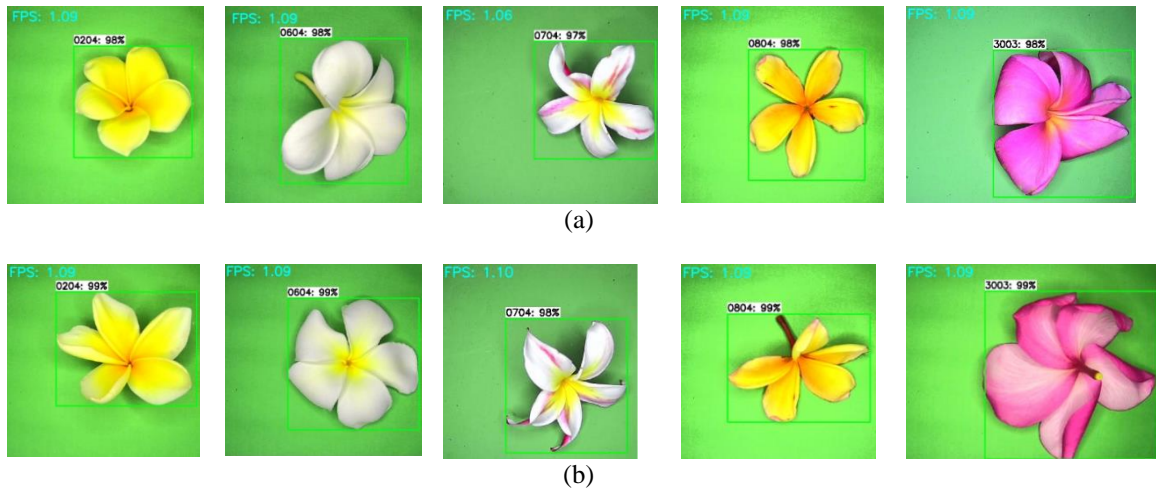 FPS: 1.09 FPS: 1.09 FPS: 1.06 FPS: 1.09 FPS: 1.09
0204: 98% 0604: 98% 0704: 97% 0804: 98% 3003: 98%
(a)
FPS: 1.09 FPS: 1.09 FPS: 1.10 FPS: 1.09 FPS: 1.09
0204: 99% 0604: 99% 0704: 98% 0804: 99% 3003: 99%
(b)